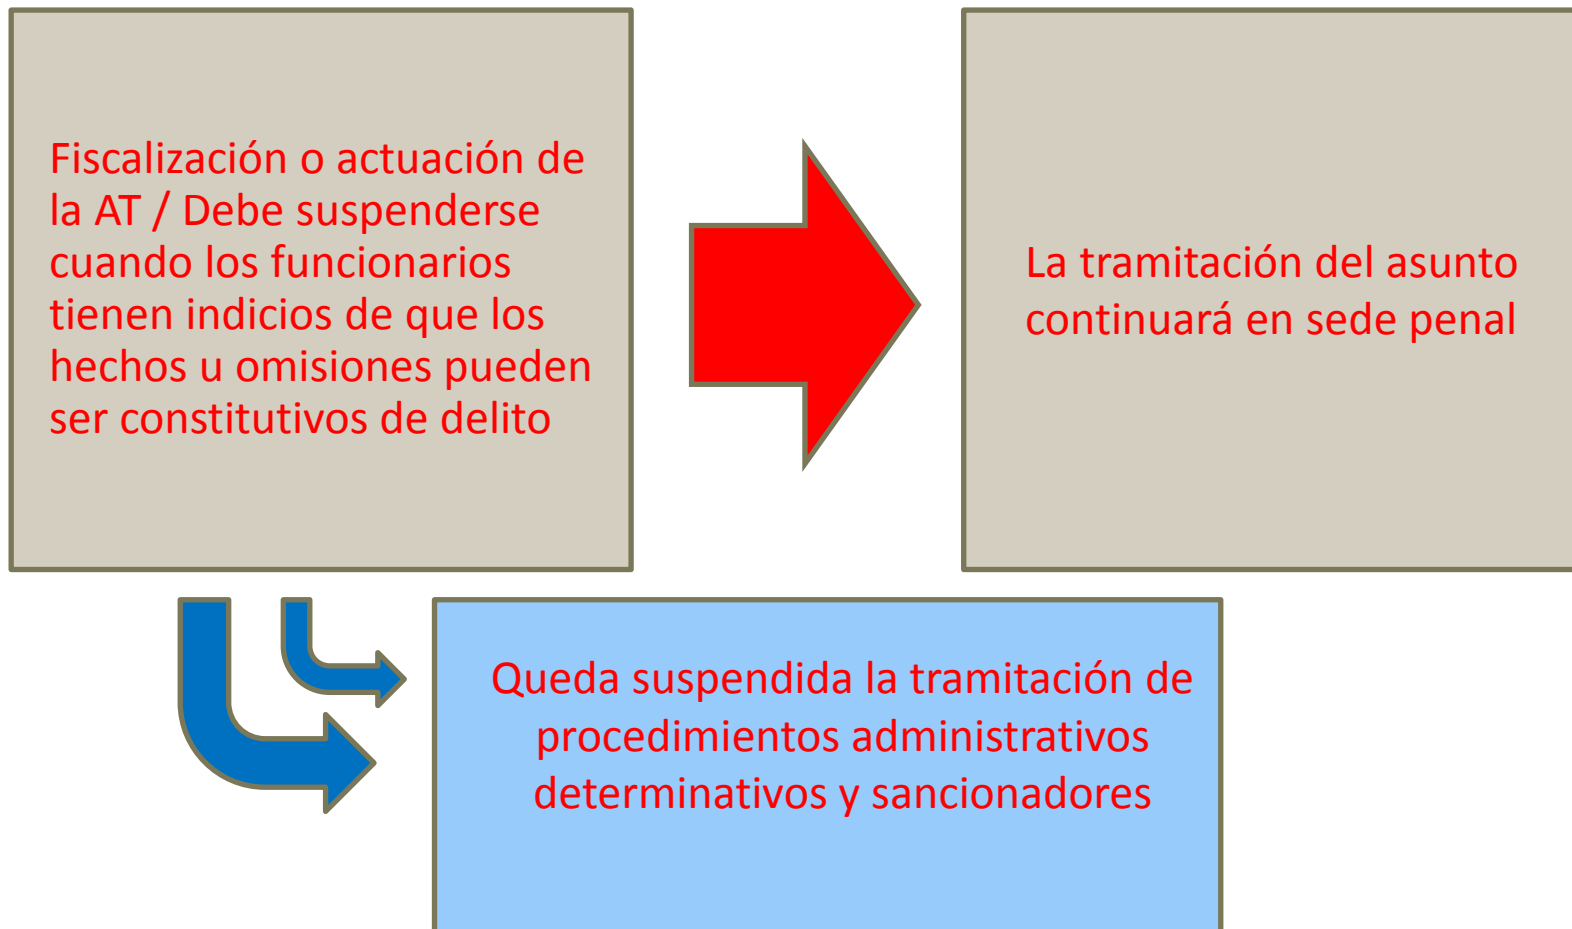 Fiscalización o actuación de
la AT / Debe suspenderse
cuando los funcionarios
tienen indicios de que los
hechos u omisiones pueden
ser constitutivos de delito
La tramitación del asunto
continuará en sede penal
Queda suspendida la tramitación de
procedimientos administrativos
determinativos y sancionadores